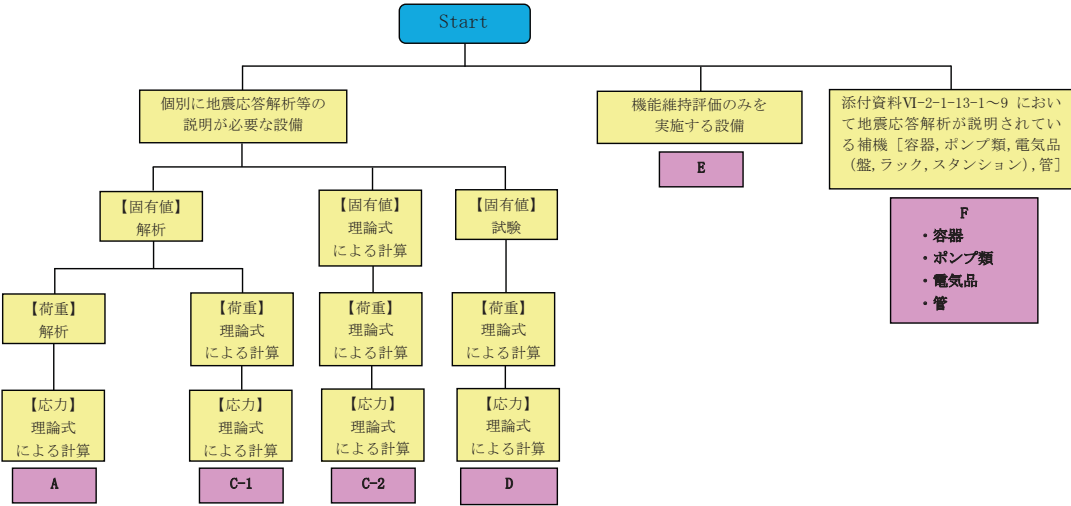 Start
個別に地震応答解析等の
説明が必要な設備
機能維持評価のみを
実施する設備
E
添付資料Ⅵ-2-1-13-1～9 におい
て地震応答解析が説明されてい
る補機［容器,ポンプ類,電気品
（盤,ラック,スタンション）,管］
F
・容器
・ポンプ類
・電気品
・管
【固有値】
解析
【固有値】
理論式
による計算
【固有値】
試験
【荷重】
解析
【荷重】
理論式
による計算
【荷重】
理論式
による計算
【荷重】
理論式
による計算
【応力】
理論式
による計算
【応力】
理論式
による計算
【応力】
理論式
による計算
【応力】
理論式
による計算
A
C-1
C-2
D